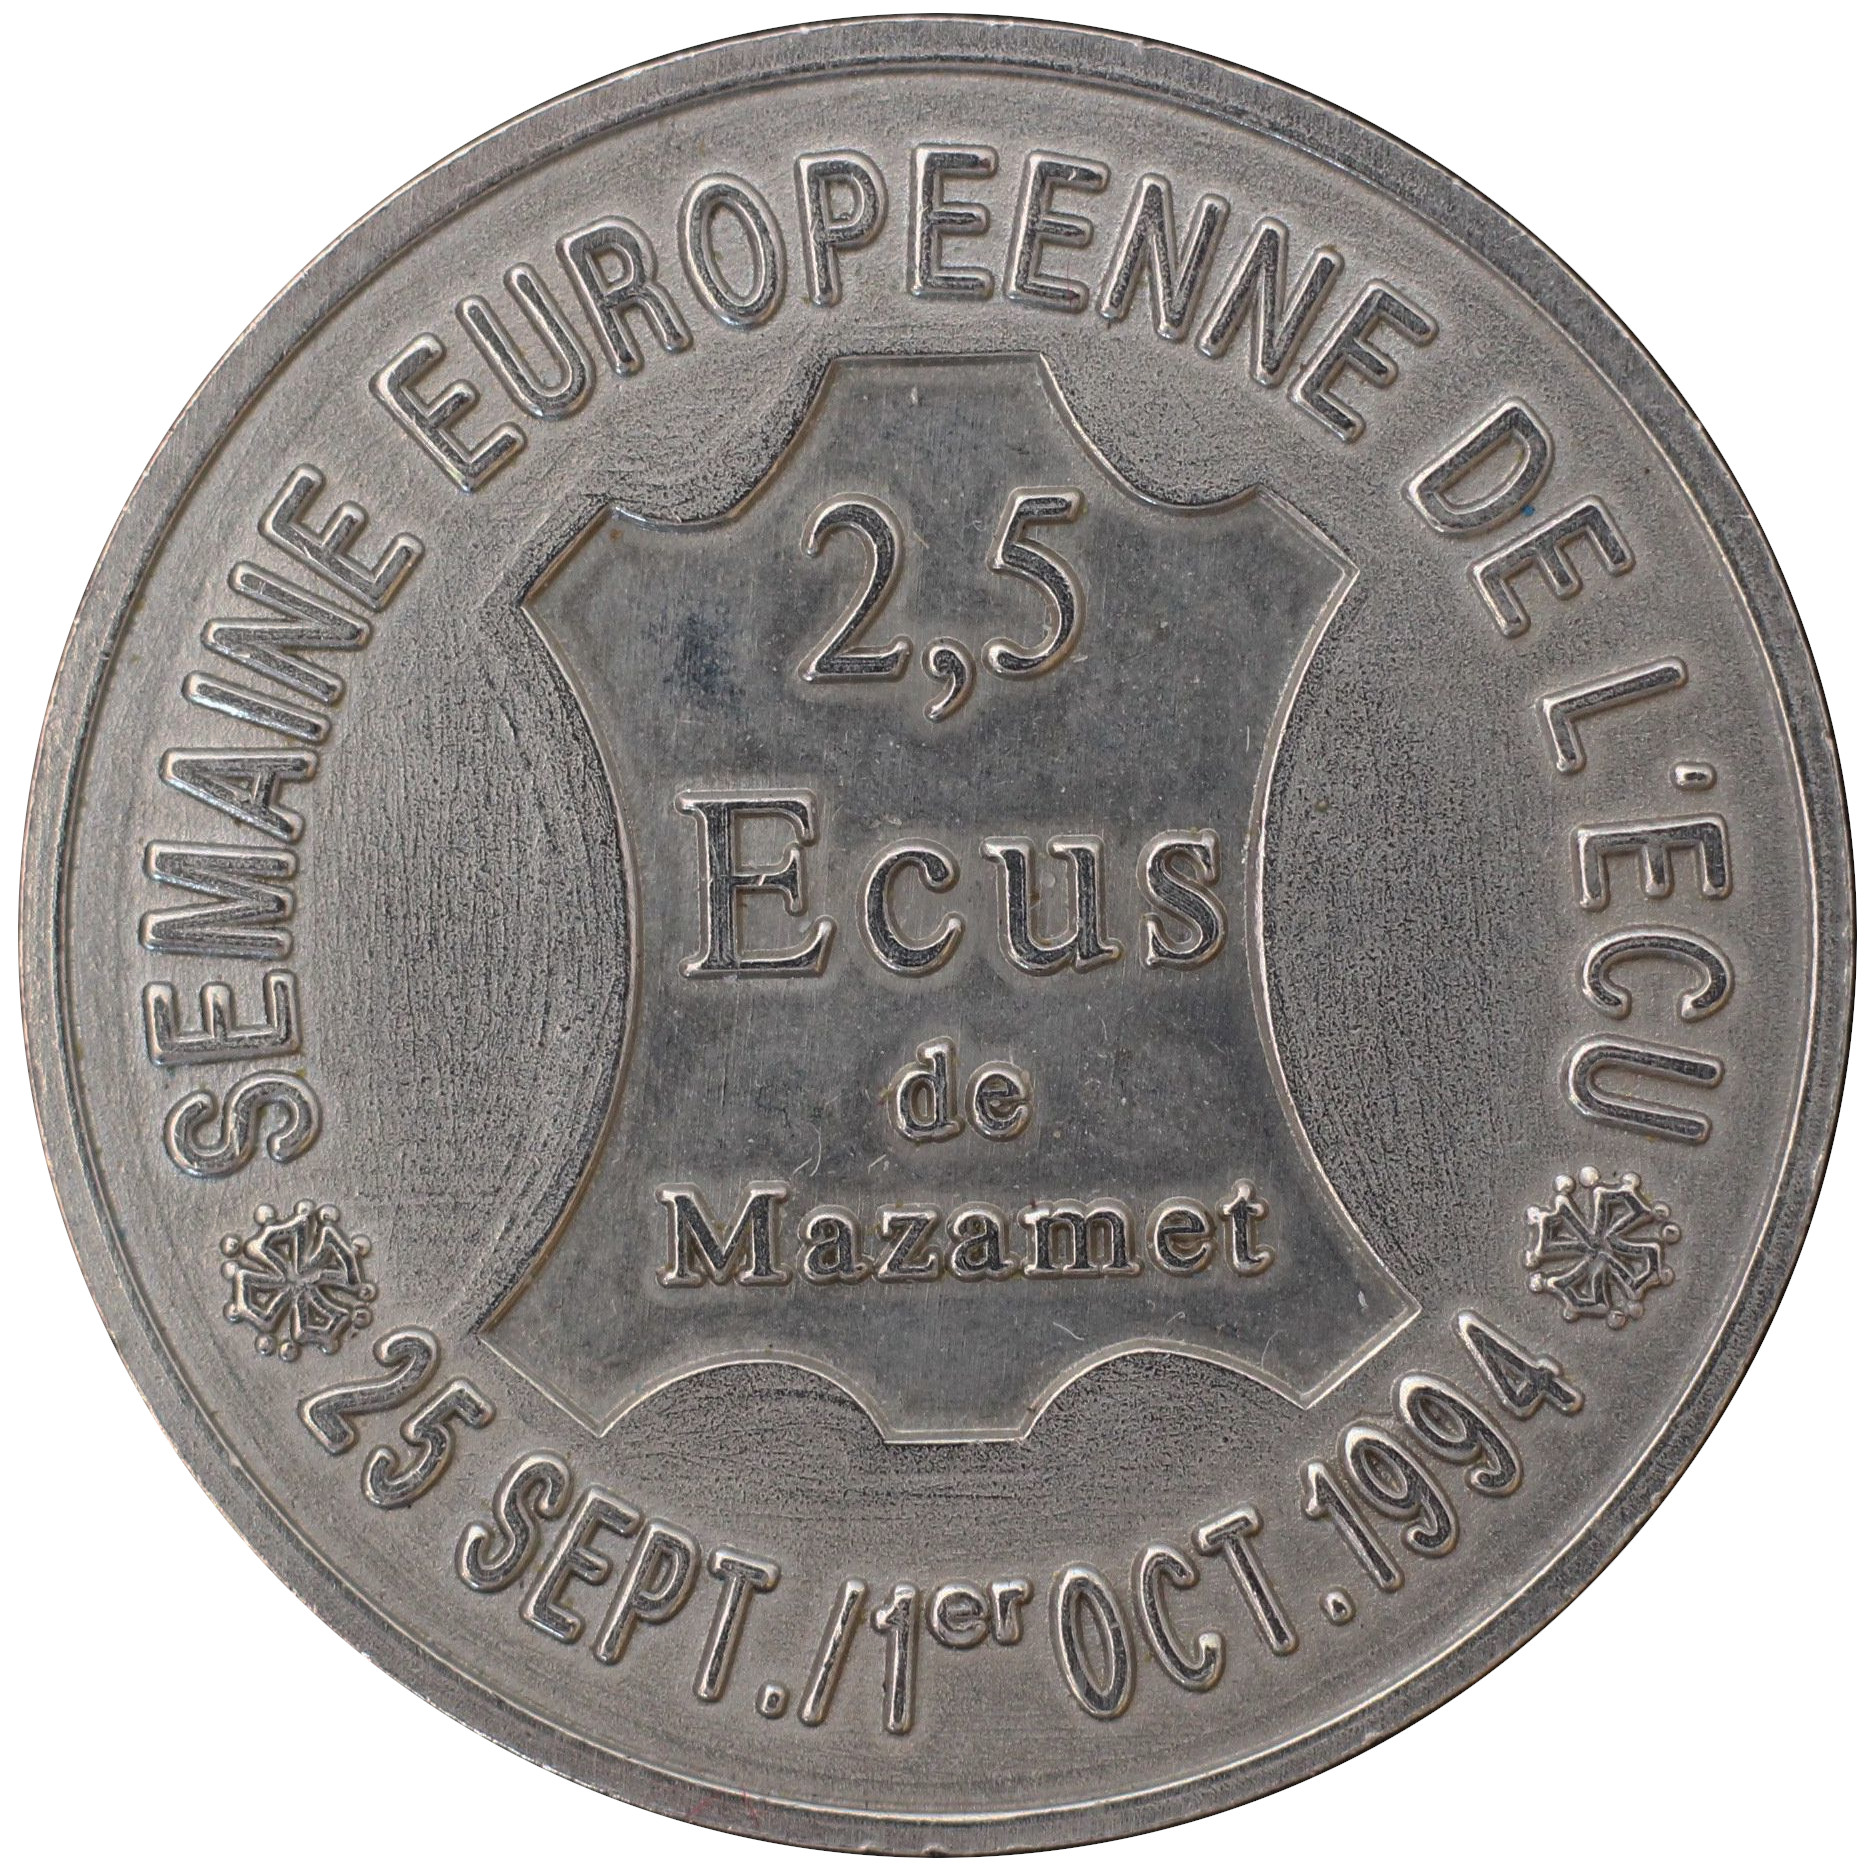 SEMAINE EUROPEENNE DE L'ECU
2,5
Ecus
de
Mazamet
25 SEPT./1er OCT.1994